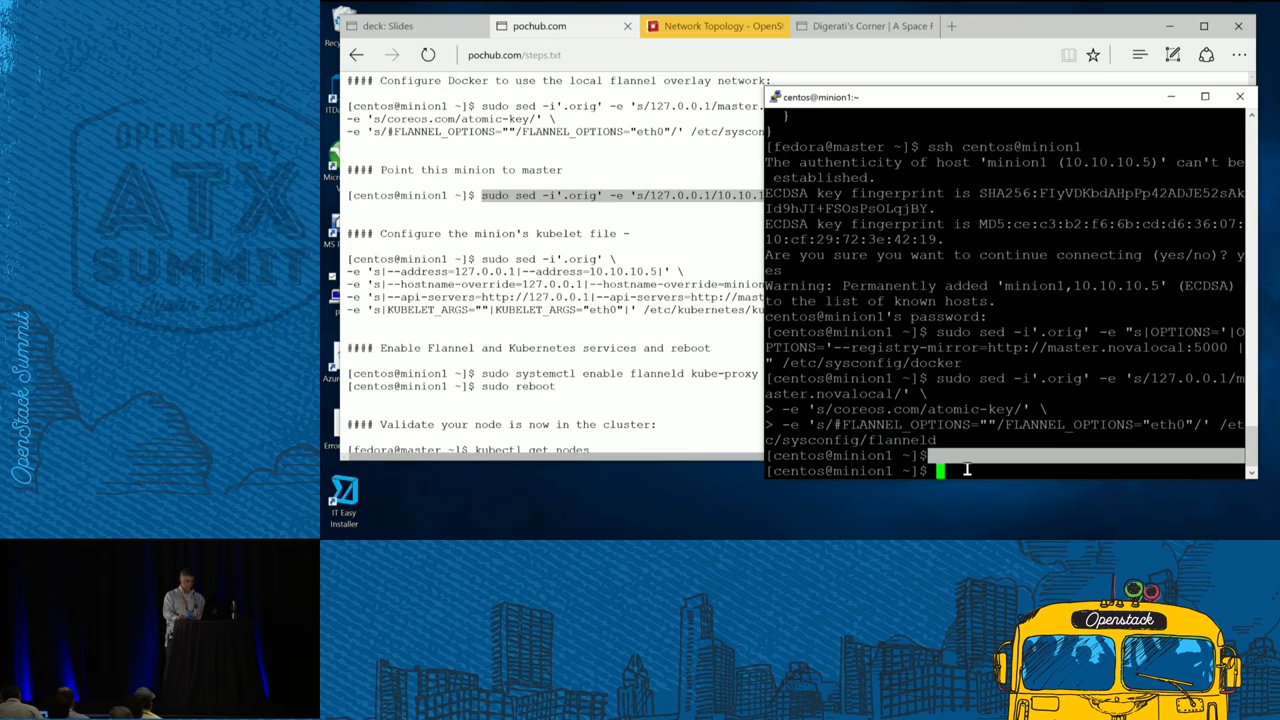 OPENSTACK
ATX
SUMMIT
OpenStack Summit
deck: Slides
pochub.com
Network Topology - OpenS
Digerati's Corner | A Space F
pochub.com/steps.txt
#### Configure Docker to use the local flannel overlay network:
[centos@minion1 ~]$ sudo sed -i'.orig' -e 's/127.0.0.1/master.
-e 's/coreos.com/atomic-key/' \
-e 's/#FLANNEL_OPTIONS=""/FLANNEL_OPTIONS="eth0"/' /etc/syscon
#### Point this minion to master
[centos@minion1 ~]$ sudo sed -i'.orig' -e 's/127.0.0.1/10.10.1
#### Configure the minion's kubelet file -
[centos@minion1 ~]$ sudo sed -i'.orig' \
-e 's|--address=127.0.0.1|--address=10.10.10.5|' \
-e 's|--hostname-override=127.0.0.1|--hostname-override=minion
-e 's|--api-servers=http://127.0.0.1|--api-servers=http://mast
-e 's|KUBELET_ARGS=""|KUBELET_ARGS="eth0"|' /etc/kubernetes/ku
#### Enable Flannel and Kubernetes services and reboot
[centos@minion1 ~]$ sudo systemctl enable flanneld kube-proxy
[centos@minion1 ~]$ sudo reboot
#### Validate your node is now in the cluster:
[fedora@master ~]$ kubectl get nodes
centos@minion1:~
}
}
[fedora@master ~]$ ssh centos@minion1
The authenticity of host 'minion1 (10.10.10.5)' can't be
established.
ECDSA key fingerprint is SHA256:FIyVDKbdAHpPp42ADJE52sAk
Id9hJI+FSOsPsOLqjBY.
ECDSA key fingerprint is MD5:ce:c3:b2:f6:6b:cd:d6:36:07:
10:cf:29:72:3e:42:19.
Are you sure you want to continue connecting (yes/no)? y
es
Warning: Permanently added 'minion1,10.10.10.5' (ECDSA)
to the list of known hosts.
centos@minion1's password:
[centos@minion1 ~]$ sudo sed -i'.orig' -e "s|OPTIONS='|O
PTIONS='--registry-mirror=http://master.novalocal:5000 |
" /etc/sysconfig/docker
[centos@minion1 ~]$ sudo sed -i'.orig' -e 's/127.0.0.1/m
aster.novalocal/' \
> -e 's/coreos.com/atomic-key/' \
> -e 's/#FLANNEL_OPTIONS=""/FLANNEL_OPTIONS="eth0"/' /et
c/sysconfig/flanneld
[centos@minion1 ~]$
[centos@minion1 ~]$
IT Easy
Installer
Openstack